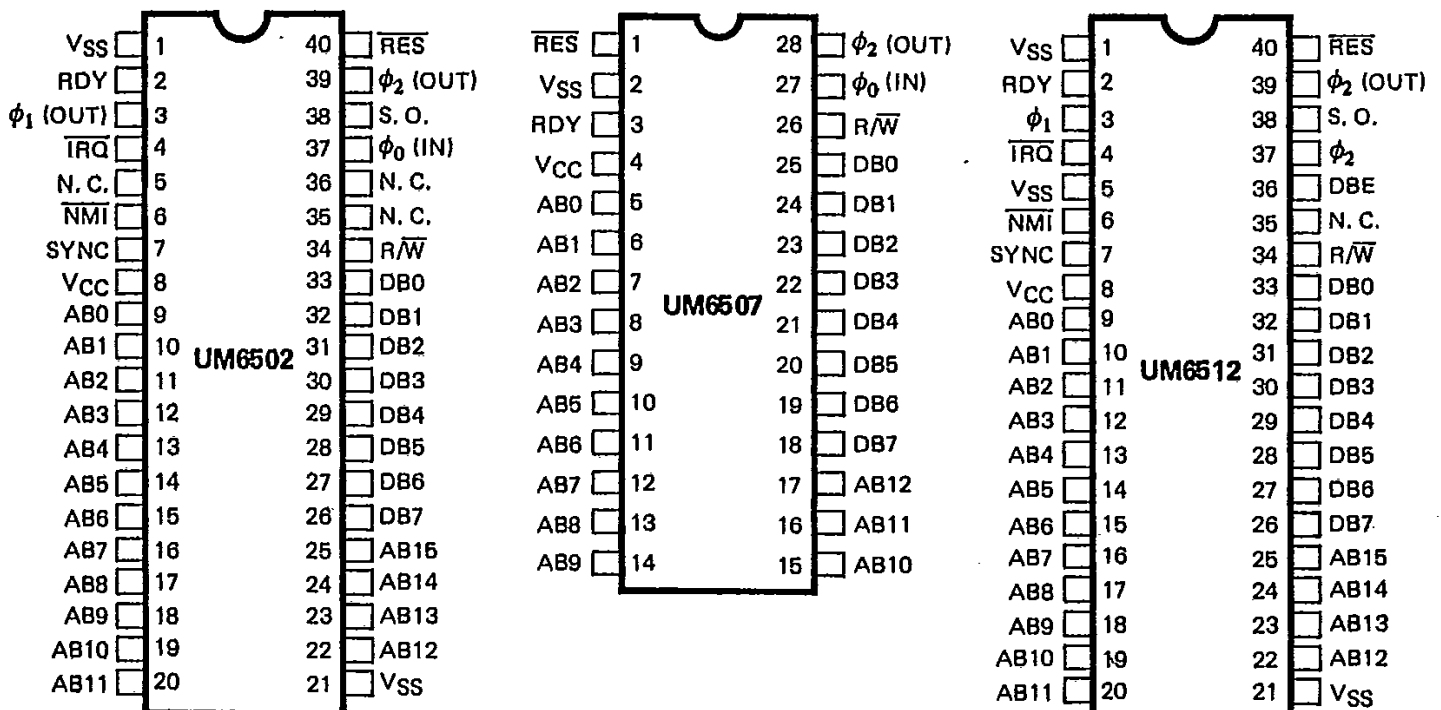 VSS 1 40 R̅E̅S̅
RDY 2 39 ϕ2 (OUT)
ϕ1 (OUT) 3 38 S. O.
I̅R̅Q̅ 4 37 ϕ0 (IN)
N. C. 5 36 N. C.
N̅M̅I̅ 6 35 N. C.
SYNC 7 34 R/W̅
VCC 8 33 DB0
AB0 9 32 DB1
AB1 10 31 DB2
UM6502
AB2 11 30 DB3
AB3 12 29 DB4
AB4 13 28 DB5
AB5 14 27 DB6
AB6 15 26 DB7
AB7 16 25 AB15
AB8 17 24 AB14
AB9 18 23 AB13
AB10 19 22 AB12
AB11 20 21 VSS
R̅E̅S̅ 1 28 ϕ2 (OUT)
VSS 2 27 ϕ0 (IN)
RDY 3 26 R/W̅
VCC 4 25 DB0
AB0 5 24 DB1
AB1 6 23 DB2
AB2 7 22 DB3
UM6507
AB3 8 21 DB4
AB4 9 20 DB5
AB5 10 19 DB6
AB6 11 18 DB7
AB7 12 17 AB12
AB8 13 16 AB11
AB9 14 15 AB10
VSS 1 40 R̅E̅S̅
RDY 2 39 ϕ2 (OUT)
ϕ1 3 38 S. O.
I̅R̅Q̅ 4 37 ϕ2
VSS 5 36 DBE
N̅M̅I̅ 6 35 N. C.
SYNC 7 34 R/W̅
VCC 8 33 DB0
AB0 9 32 DB1
AB1 10 31 DB2
UM6512
AB2 11 30 DB3
AB3 12 29 DB4
AB4 13 28 DB5
AB5 14 27 DB6
AB6 15 26 DB7
AB7 16 25 AB15
AB8 17 24 AB14
AB9 18 23 AB13
AB10 19 22 AB12
AB11 20 21 VSS